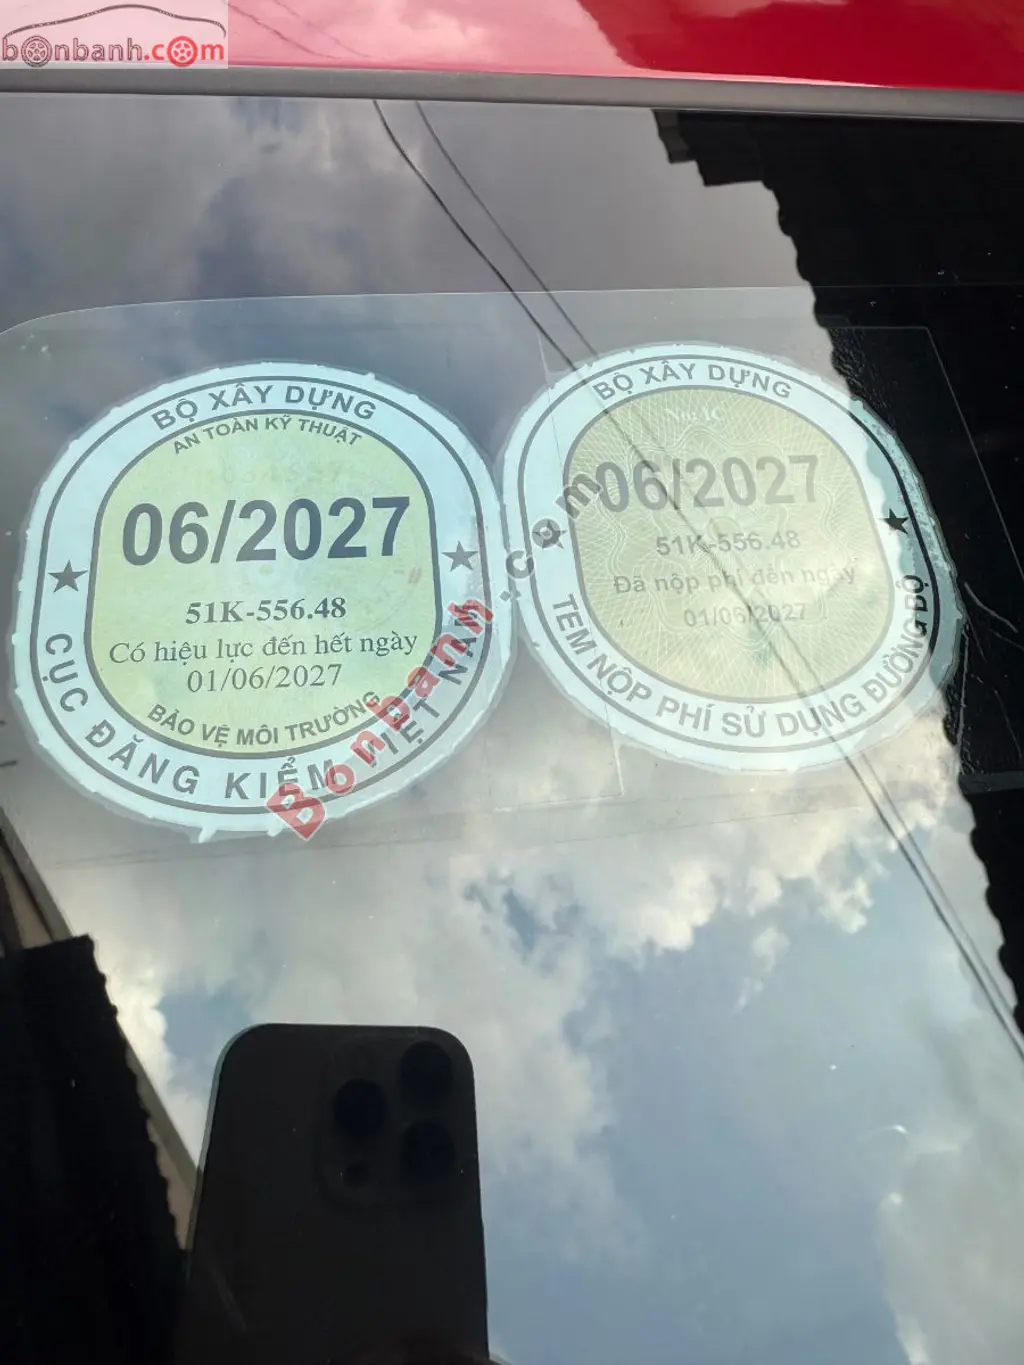 bonbanh.com
BỘ XÂY DỰNG
AN TOÀN KỸ THUẬT
06/2027
51K-556.48
Có hiệu lực đến hết ngày
01/06/2027
BẢO VỆ MÔI TRƯỜNG
CỤC ĐĂNG KIỂM VIỆT NAM
BỘ XÂY DỰNG
06/2027
51K-556.48
Đã nộp phí đến ngày
01/06/2027
TEM NỘP PHÍ SỬ DỤNG ĐƯỜNG BỘ
Bonbanh.com